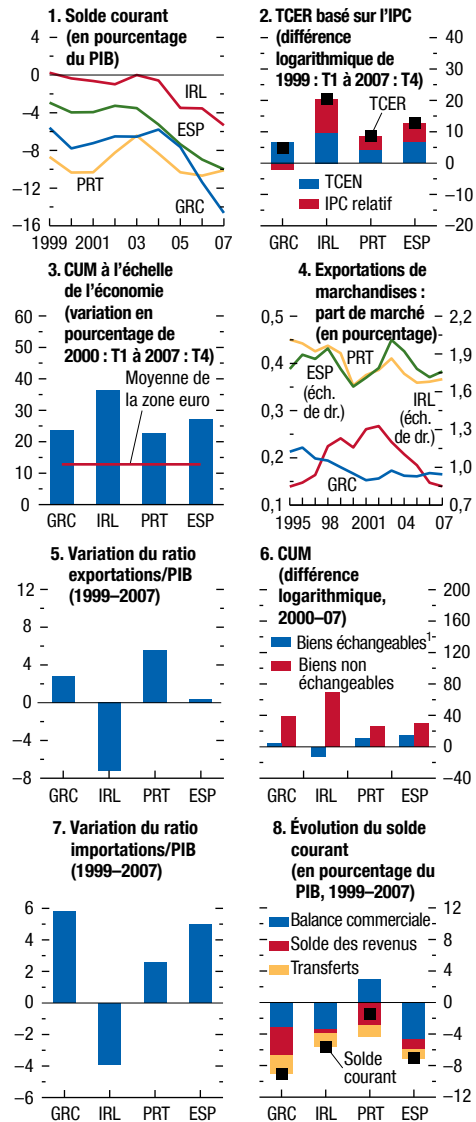 1. Solde courant
(en pourcentage
du PIB)
4
0
−4
−8
−12
−16
IRL
ESP
PRT
GRC
1999 2001 03 05 07
2. TCER basé sur l'IPC
(différence
logarithmique de
1999 : T1 à 2007 : T4)
40
30
20
10
0
−10
−20
TCER
TCEN
IPC relatif
GRC IRL PRT ESP
3. CUM à l'échelle
de l'économie
(variation en
pourcentage de
2000 : T1 à 2007 : T4)
60
50
40
30
20
10
0
Moyenne de
la zone euro
GRC IRL PRT ESP
4. Exportations de
marchandises :
part de marché
(en pourcentage)
0,5
0,4
0,3
0,2
0,1
2,2
1,9
1,6
1,3
1,0
0,7
PRT
ESP
(éch.
de dr.)
IRL
(éch.
de dr.)
GRC
1995 98 2001 04 07
5. Variation du ratio
exportations/PIB
(1999–2007)
12
8
4
0
−4
−8
GRC IRL PRT ESP
6. CUM
(différence
logarithmique,
2000–07)
200
160
120
80
40
0
−40
Biens échangeables1
Biens non
échangeables
GRC IRL PRT ESP
7. Variation du ratio
importations/PIB
(1999–2007)
6
4
2
0
−2
−4
−6
GRC IRL PRT ESP
8. Évolution du solde
courant
(en pourcentage du
PIB, 1999–2007)
12
8
4
0
−4
−8
−12
Balance commerciale
Solde des revenus
Transferts
Solde
courant
GRC IRL PRT ESP